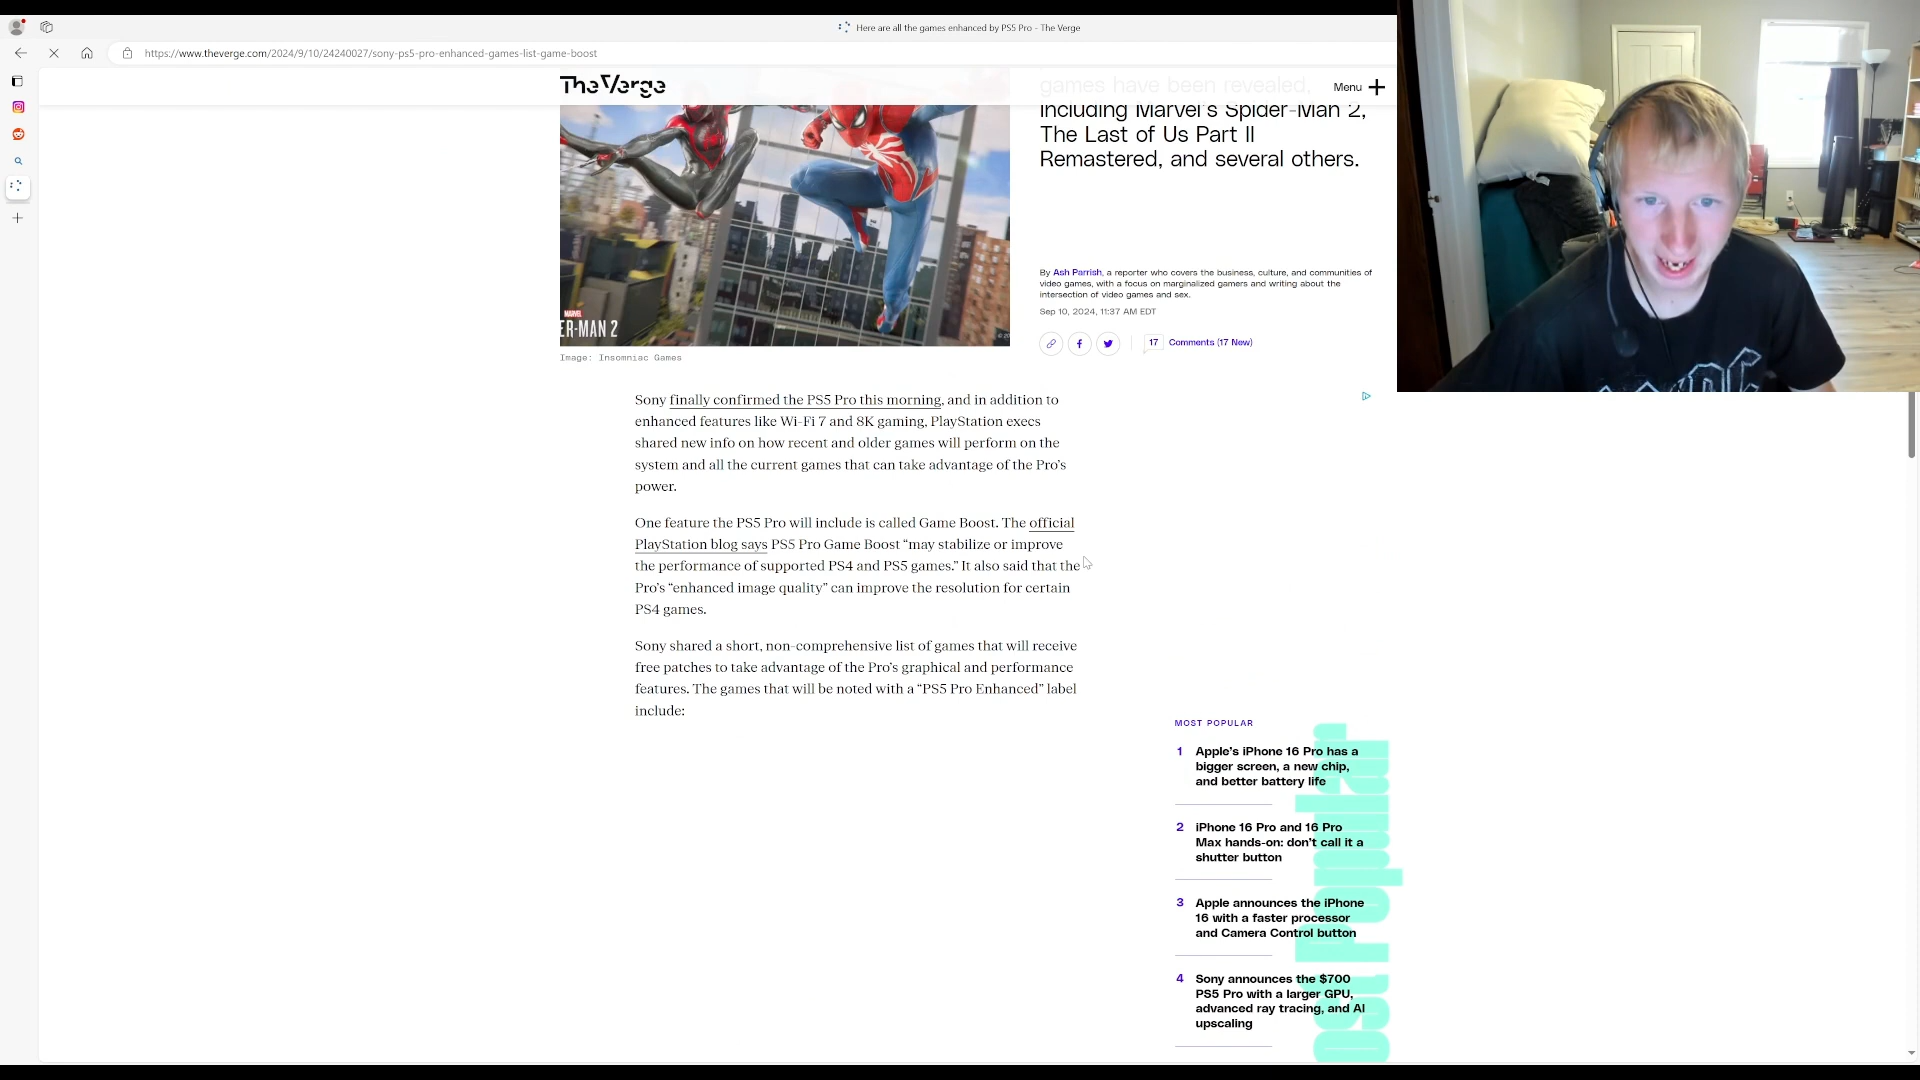 Here are all the games enhanced by PS5 Pro - The Verge
https://www.theverge.com/2024/9/10/24240027/sony-ps5-pro-enhanced-games-list-game-boost
The Verge
Menu
games have been revealed,
including Marvel's Spider-Man 2,
The Last of Us Part II
Remastered, and several others.
MARVEL
ER-MAN 2
Image: Insomniac Games
By Ash Parrish, a reporter who covers the business, culture, and communities of
video games, with a focus on marginalized gamers and writing about the
intersection of video games and sex.
Sep 10, 2024, 11:37 AM EDT
17 Comments (17 New)
Sony finally confirmed the PS5 Pro this morning, and in addition to
enhanced features like Wi-Fi 7 and 8K gaming, PlayStation execs
shared new info on how recent and older games will perform on the
system and all the current games that can take advantage of the Pro's
power.
One feature the PS5 Pro will include is called Game Boost. The official
PlayStation blog says PS5 Pro Game Boost “may stabilize or improve
the performance of supported PS4 and PS5 games.” It also said that the
Pro's “enhanced image quality” can improve the resolution for certain
PS4 games.
Sony shared a short, non-comprehensive list of games that will receive
free patches to take advantage of the Pro's graphical and performance
features. The games that will be noted with a “PS5 Pro Enhanced” label
include:
MOST POPULAR
1 Apple's iPhone 16 Pro has a
bigger screen, a new chip,
and better battery life
2 iPhone 16 Pro and 16 Pro
Max hands-on: don't call it a
shutter button
3 Apple announces the iPhone
16 with a faster processor
and Camera Control button
4 Sony announces the $700
PS5 Pro with a larger GPU,
advanced ray tracing, and AI
upscaling